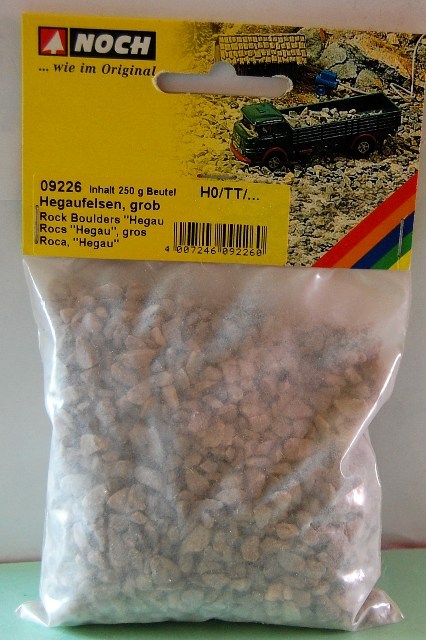 NOCH
... wie im Original
09226 Inhalt 250 g Beutel H0/TT/...
Hegaufelsen, grob
Rock Boulders "Hegau
Rocs "Hegau", gros
Roca, "Hegau"
4 007246 092260